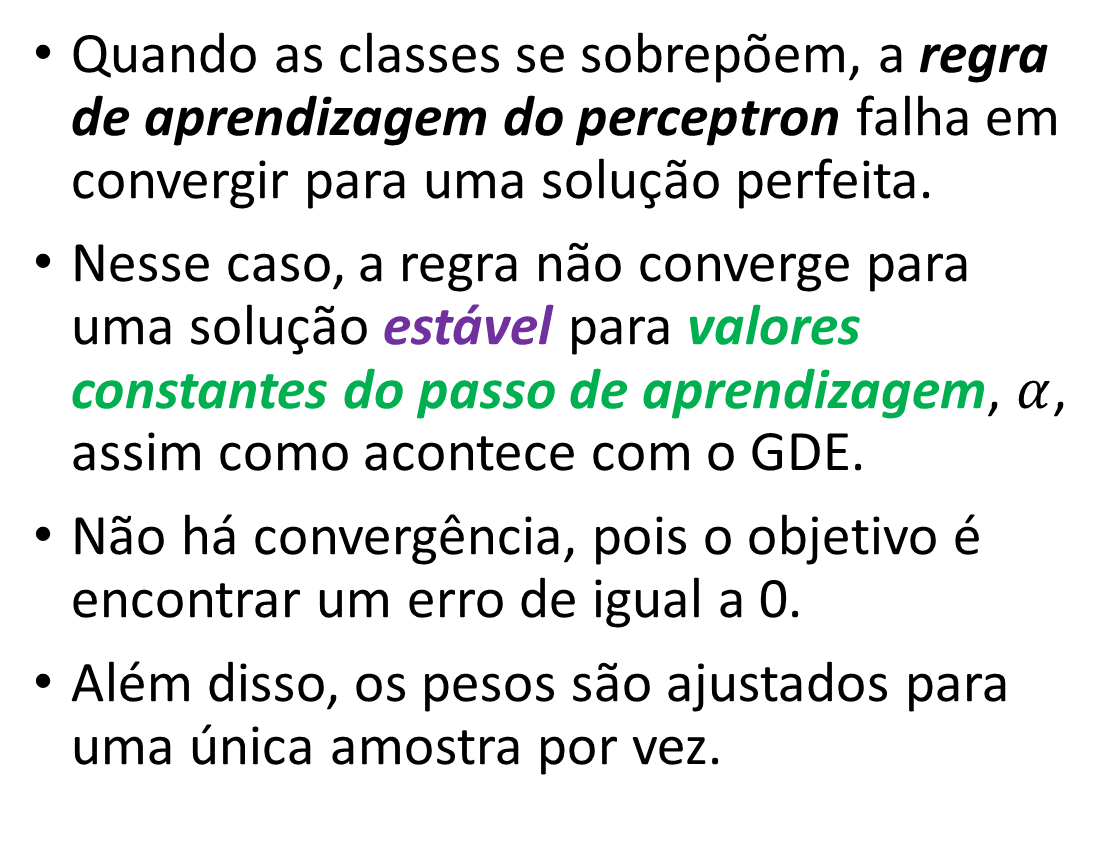 • Quando as classes se sobrepõem, a regra
de aprendizagem do perceptron falha em
convergir para uma solução perfeita.
• Nesse caso, a regra não converge para
uma solução estável para valores
constantes do passo de aprendizagem, 𝛼,
assim como acontece com o GDE.
• Não há convergência, pois o objetivo é
encontrar um erro de igual a 0.
• Além disso, os pesos são ajustados para
uma única amostra por vez.